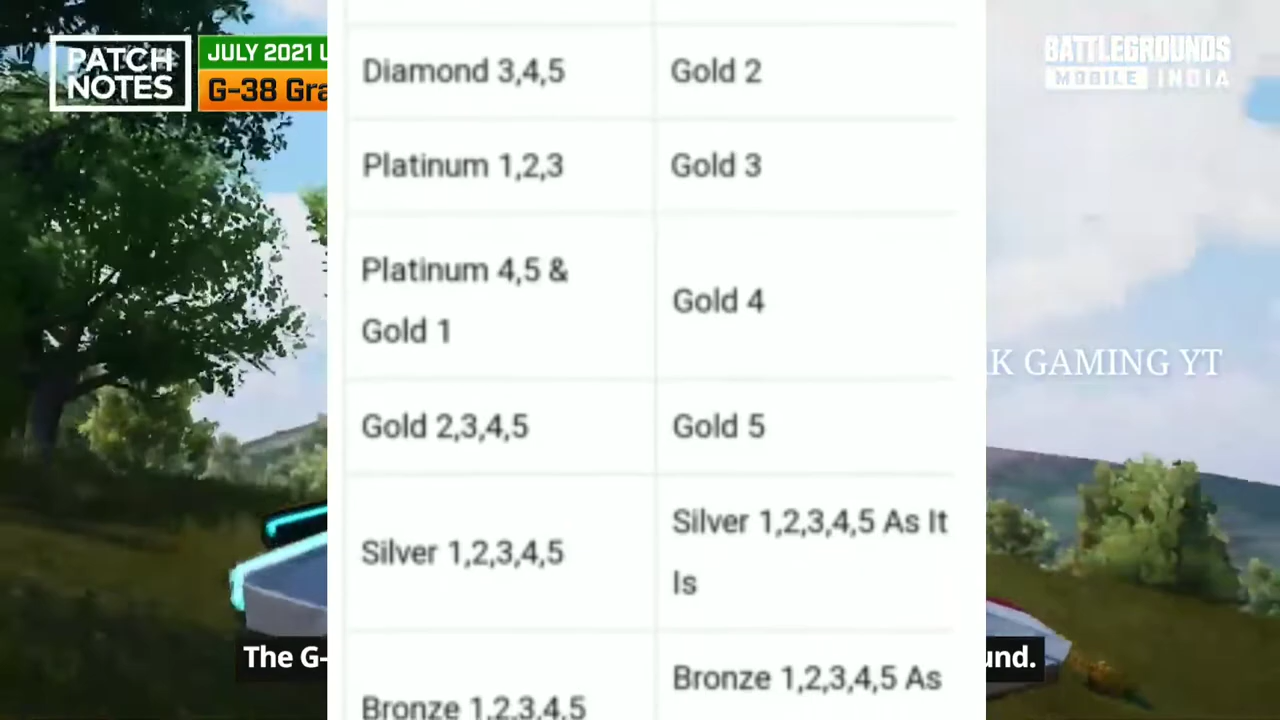 PATCH
NOTES
JULY 2021 U
G-38 Gra
BATTLEGROUNDS
MOBILE INDIA
Diamond 3,4,5
Gold 2
Platinum 1,2,3
Gold 3
Platinum 4,5 &
Gold 1
Gold 4
K GAMING YT
Gold 2,3,4,5
Gold 5
Silver 1,2,3,4,5
Silver 1,2,3,4,5 As It
Is
Bronze 1,2,3,4,5
Bronze 1,2,3,4,5 As
The G-
und.